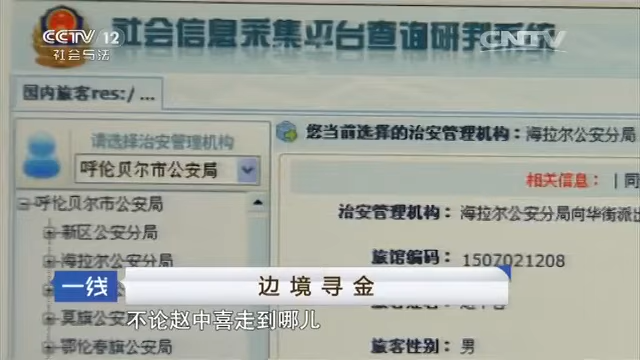 CCTV 12
社会与法
社会信息采集平台查询研判系统
CNTV
国内旅客res:/ ...
请选择治安管理机构
呼伦贝尔市公安局
您当前选择的治安管理机构：海拉尔公安分局
相关信息： | 同
治安管理机构：海拉尔公安分局向华街派出
呼伦贝尔市公安局
新区公安分局
海拉尔公安分局
旅馆编码：1507021208
一线
边境寻金
不论赵中喜走到哪儿
莫旗公安局
鄂伦春旗公安局
旅客性别：男